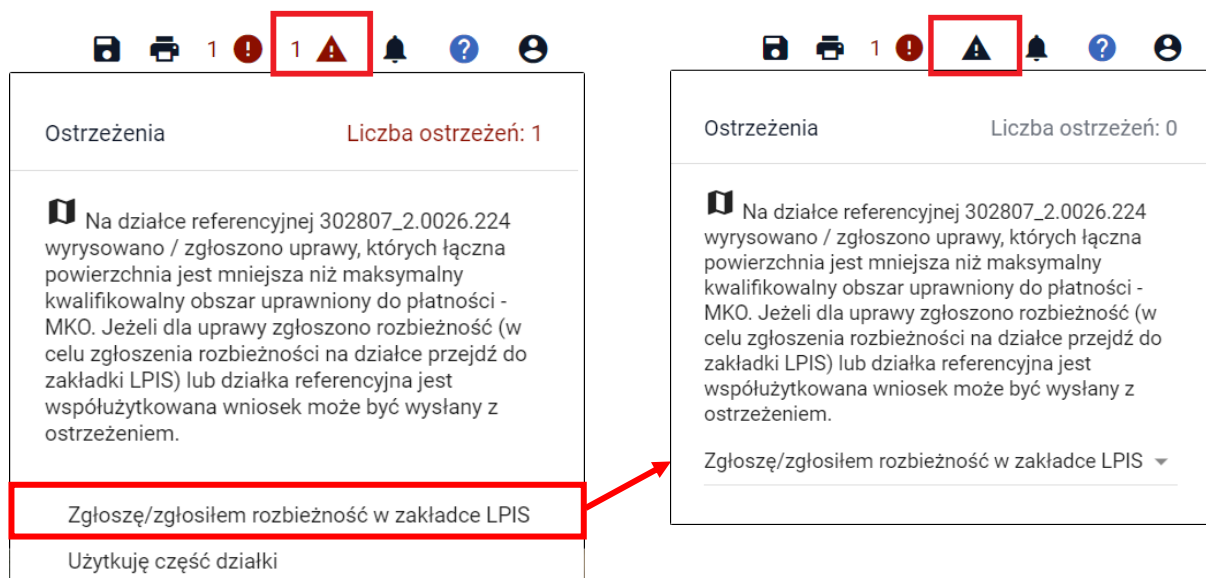 1 1
Ostrzeżenia Liczba ostrzeżeń: 1
Na działce referencyjnej 302807_2.0026.224
wyrysowano / zgłoszono uprawy, których łączna
powierzchnia jest mniejsza niż maksymalny
kwalifikowalny obszar uprawniony do płatności -
MKO. Jeżeli dla uprawy zgłoszono rozbieżność (w
celu zgłoszenia rozbieżności na działce przejdź do
zakładki LPIS) lub działka referencyjna jest
współużytkowana wniosek może być wysłany z
ostrzeżeniem.
Zgłoszę/zgłosiłem rozbieżność w zakładce LPIS
Użytkuję część działki
1
Ostrzeżenia Liczba ostrzeżeń: 0
Na działce referencyjnej 302807_2.0026.224
wyrysowano / zgłoszono uprawy, których łączna
powierzchnia jest mniejsza niż maksymalny
kwalifikowalny obszar uprawniony do płatności -
MKO. Jeżeli dla uprawy zgłoszono rozbieżność (w
celu zgłoszenia rozbieżności na działce przejdź do
zakładki LPIS) lub działka referencyjna jest
współużytkowana wniosek może być wysłany z
ostrzeżeniem.
Zgłoszę/zgłosiłem rozbieżność w zakładce LPIS